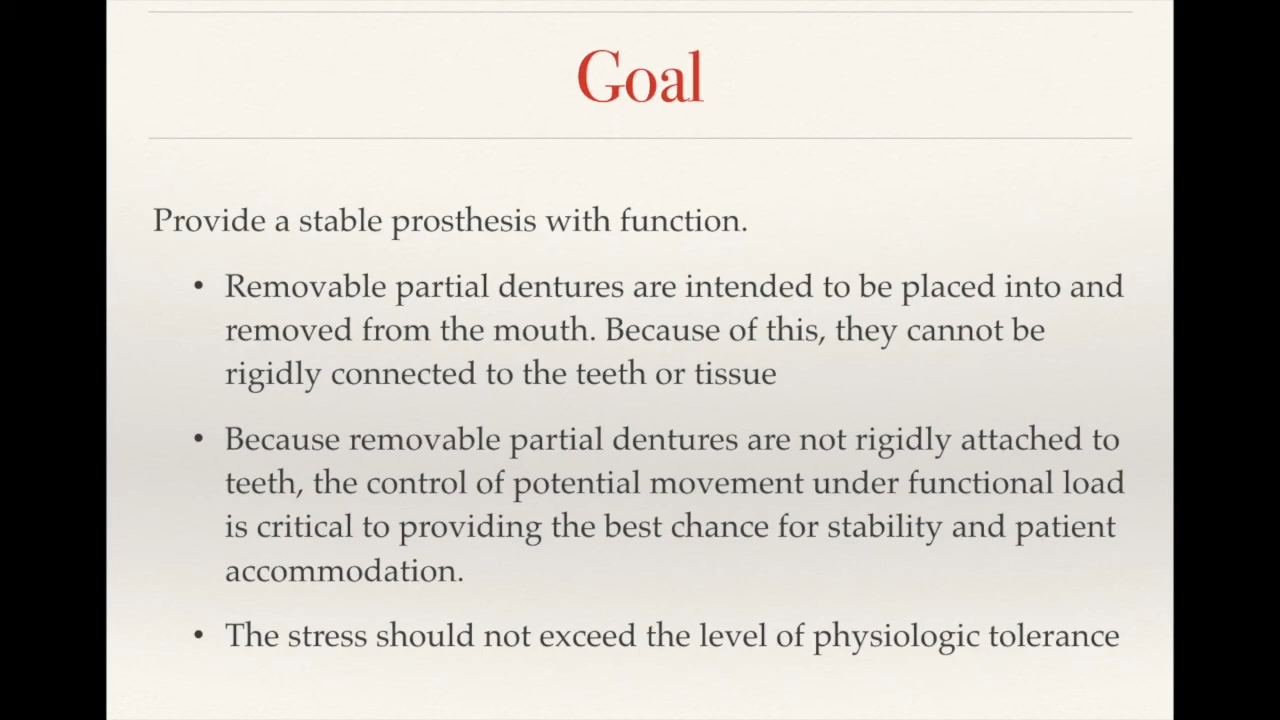 Goal
Provide a stable prosthesis with function.
• Removable partial dentures are intended to be placed into and
removed from the mouth. Because of this, they cannot be
rigidly connected to the teeth or tissue
• Because removable partial dentures are not rigidly attached to
teeth, the control of potential movement under functional load
is critical to providing the best chance for stability and patient
accommodation.
• The stress should not exceed the level of physiologic tolerance